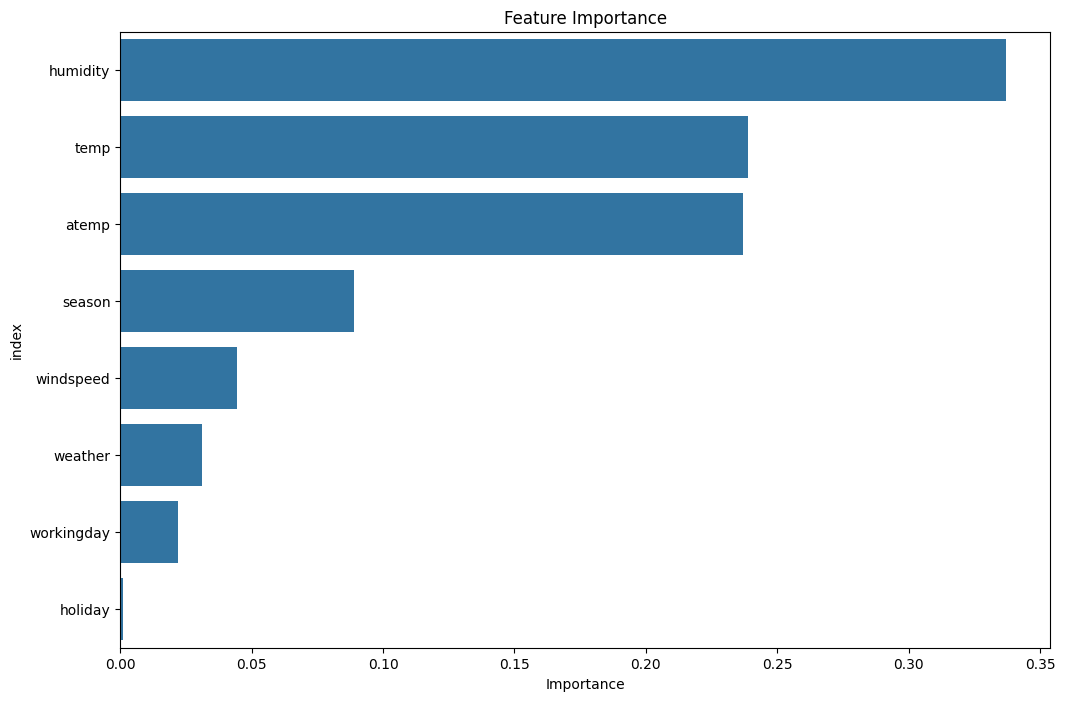 Feature Importance
humidity
temp
atemp
season
windspeed
weather
workingday
holiday
index
0.00 0.05 0.10 0.15 0.20 0.25 0.30 0.35
Importance